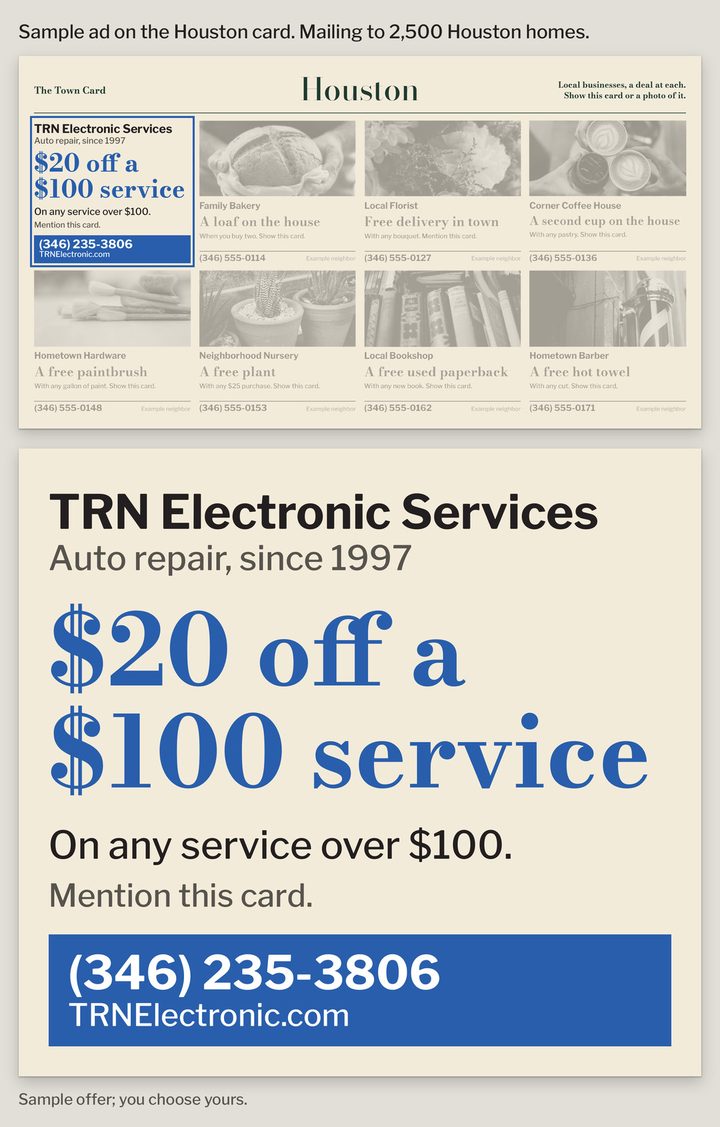 Sample ad on the Houston card. Mailing to 2,500 Houston homes.
The Town Card
Houston
Local businesses, a deal at each.
Show this card or a photo of it.
TRN Electronic Services
Auto repair, since 1997
$20 off a
$100 service
On any service over $100.
Mention this card.
(346) 235-3806
TRNElectronic.com
Family Bakery
A loaf on the house
When you buy two. Show this card.
(346) 555-0114
Example neighbor
Local Florist
Free delivery in town
With any bouquet. Mention this card.
(346) 555-0127
Example neighbor
Corner Coffee House
A second cup on the house
With any pastry. Show this card.
(346) 555-0136
Example neighbor
Hometown Hardware
A free paintbrush
With any gallon of paint. Show this card.
(346) 555-0148
Example neighbor
Neighborhood Nursery
A free plant
With any $25 purchase. Show this card.
(346) 555-0153
Example neighbor
Local Bookshop
A free used paperback
With any new book. Show this card.
(346) 555-0162
Example neighbor
Hometown Barber
A free hot towel
With any cut. Show this card.
(346) 555-0171
Example neighbor
TRN Electronic Services
Auto repair, since 1997
$20 off a
$100 service
On any service over $100.
Mention this card.
(346) 235-3806
TRNElectronic.com
Sample offer; you choose yours.